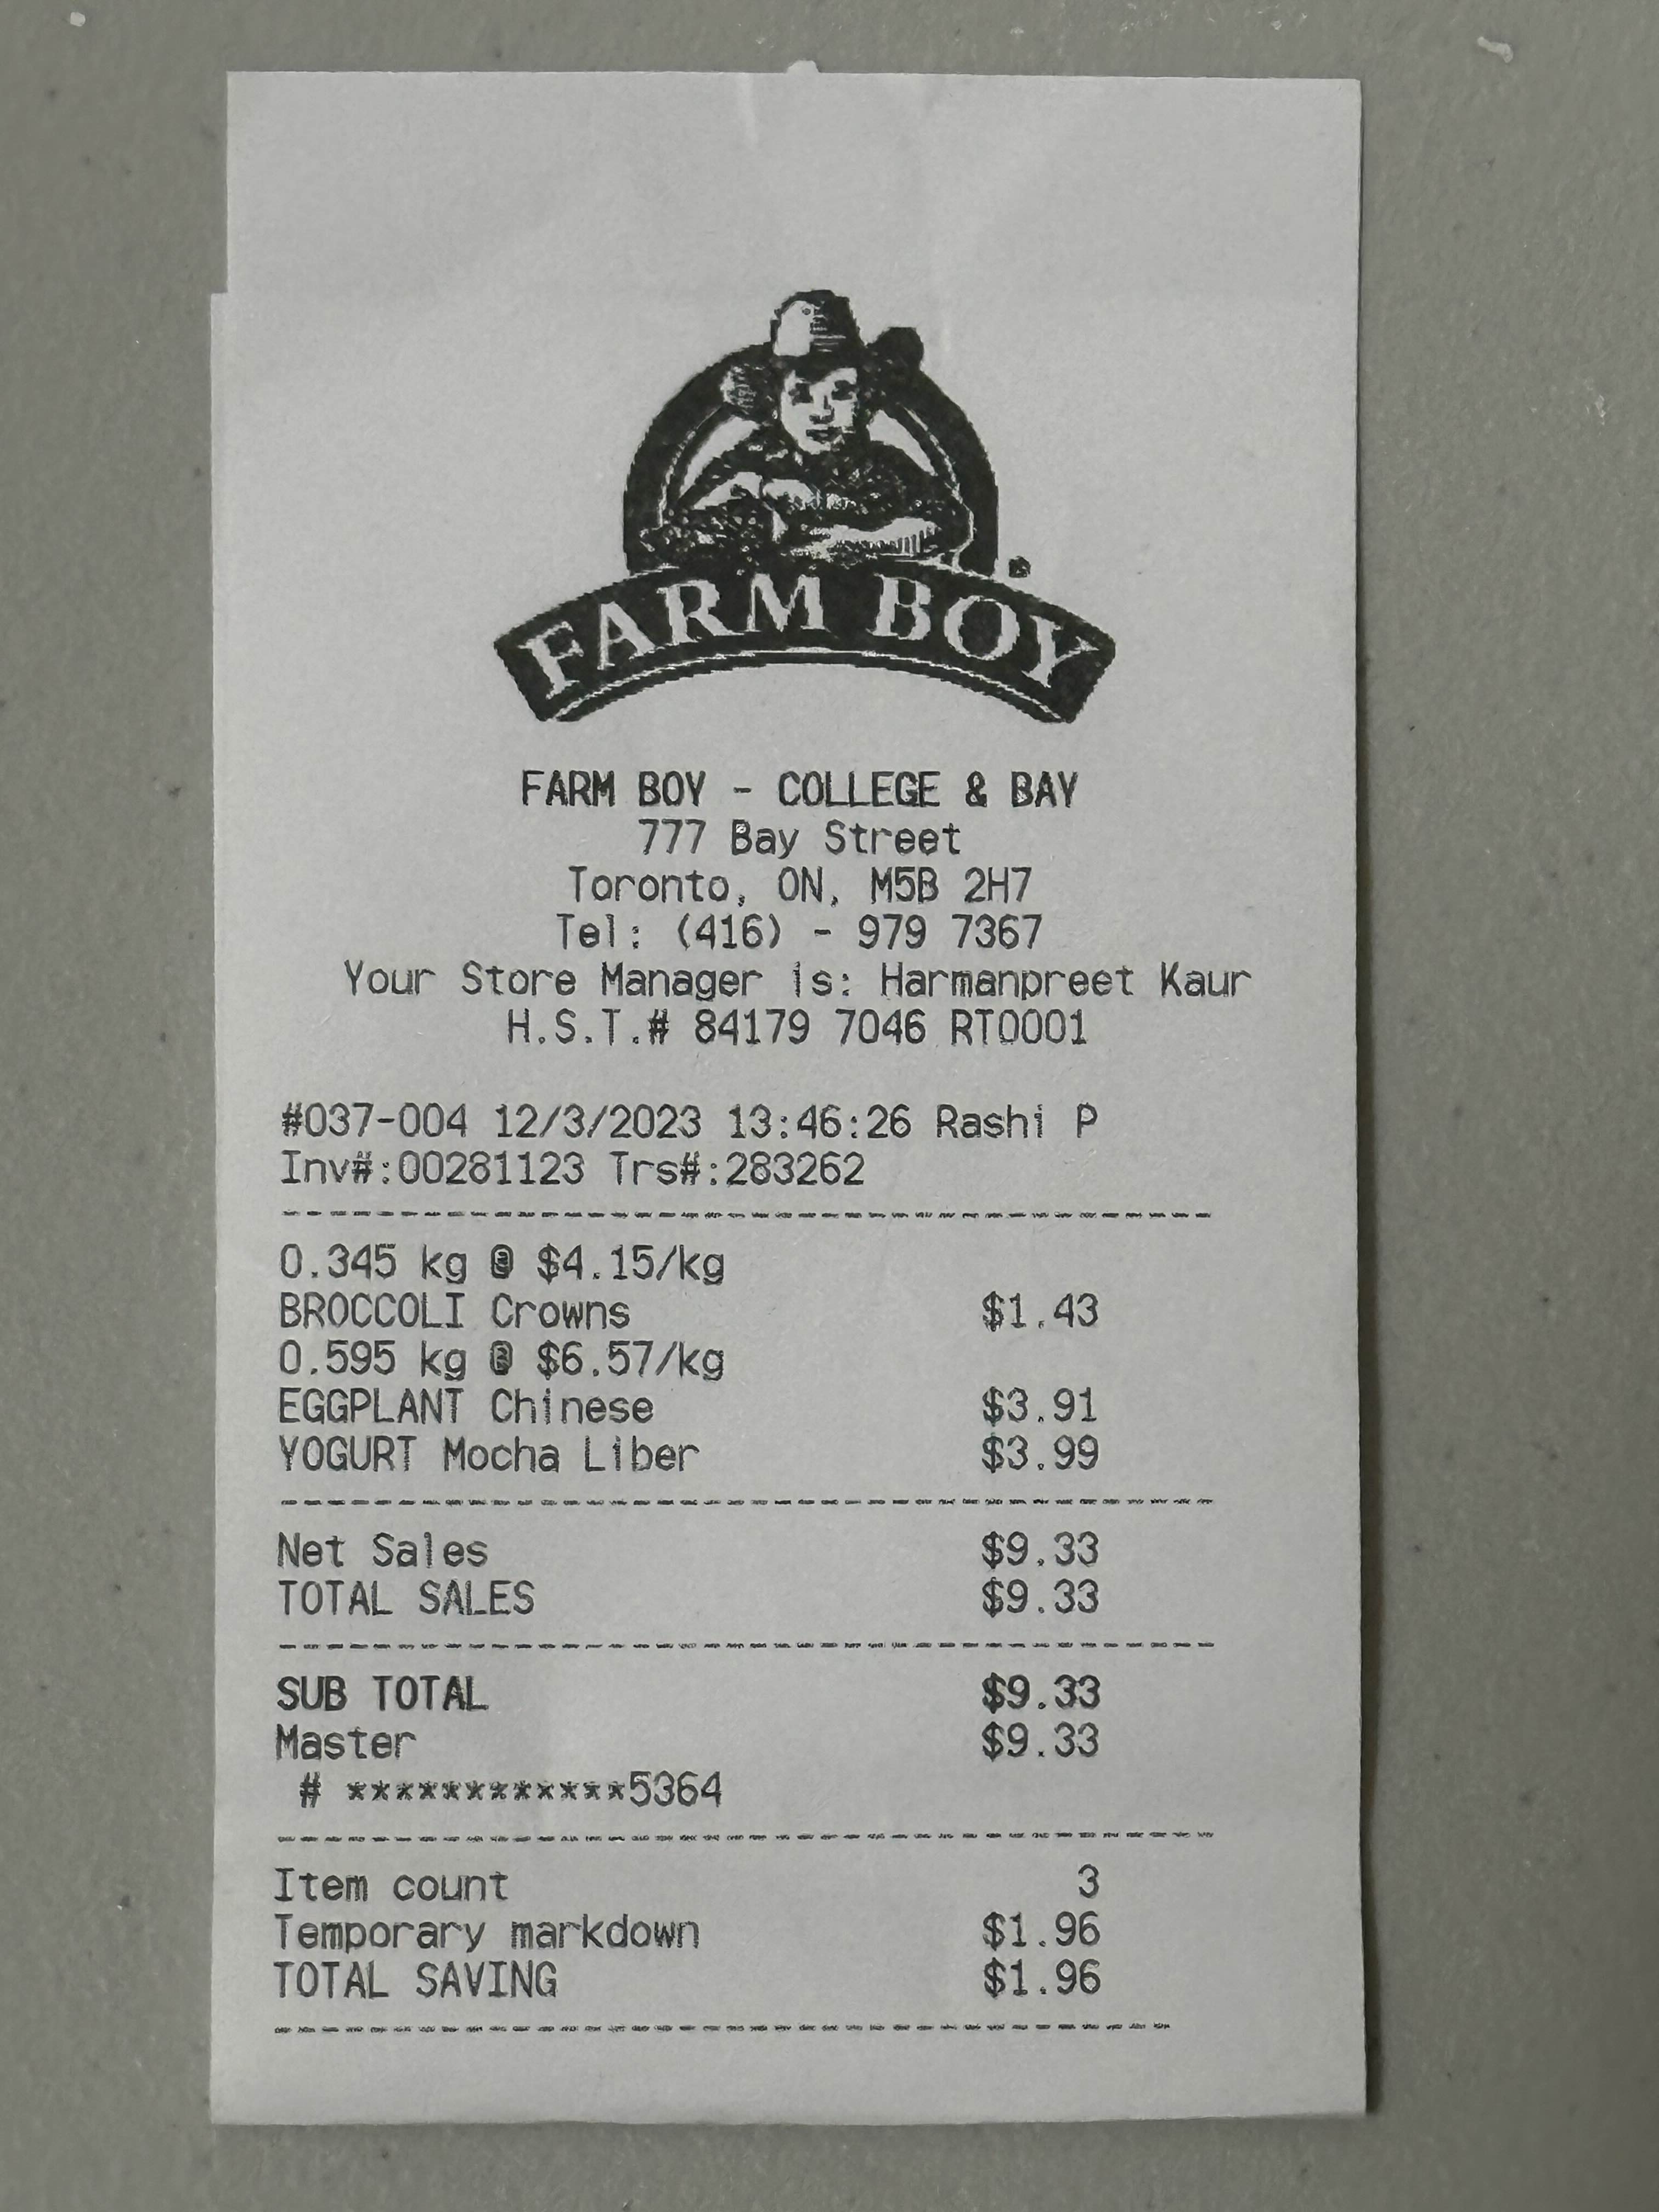 FARM BOY
FARM BOY - COLLEGE & BAY
777 Bay Street
Toronto, ON, M5B 2H7
Tel: (416) - 979 7367
Your Store Manager is: Harmanpreet Kaur
H.S.T.# 84179 7046 RT0001
#037-004 12/3/2023 13:46:26 Rashi P
Inv#:00281123 Trs#:283262
0.345 kg @ $4.15/kg
BROCCOLI Crowns $1.43
0.595 kg @ $6.57/kg
EGGPLANT Chinese $3.91
YOGURT Mocha Liber $3.99
Net Sales $9.33
TOTAL SALES $9.33
SUB TOTAL $9.33
Master $9.33
# ************5364
Item count 3
Temporary markdown $1.96
TOTAL SAVING $1.96